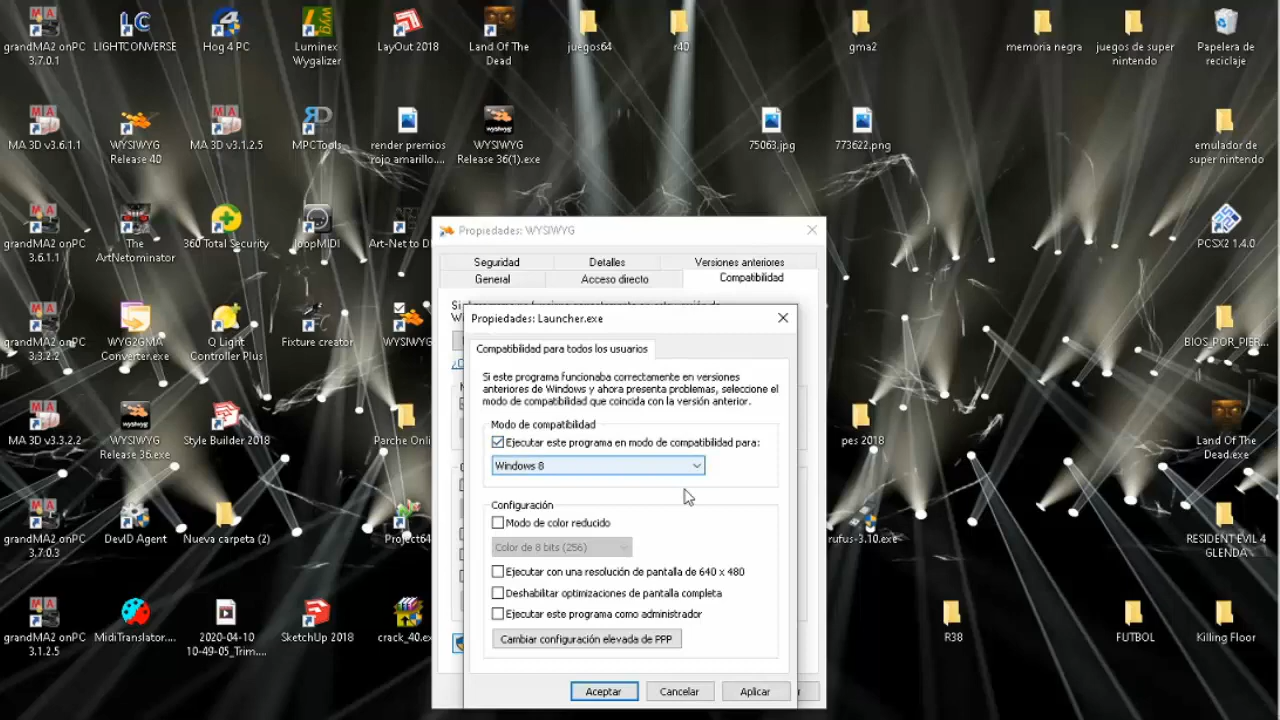 grandMA2 onPC
3.7.0.1
LIGHTCONVERSE
Hog 4 PC
Luminex
Wygalizer
LayOut 2018
Land Of The
Dead
juegos64
r40
gma2
memoria negra
juegos de super
nintendo
Papelera de
reciclaje
MA 3D v3.6.1.1
WYSIWYG
Release 40
MA 3D v3.1.2.5
MPCTools
render premios
rojo_amarillo....
WYSIWYG
Release 36(1).exe
75063.jpg
773622.png
emulador de
super nintendo
grandMA2 onPC
3.6.1.1
The
ArtNetominator
360 Total Security
loopMIDI
Art-Net to D
PCSX2 1.4.0
grandMA2 onPC
3.3.2.2
WYG2GMA
Converter.exe
Q Light
Controller Plus
Fixture creator
WYSIWYG
BIOS_POR_PIER...
MA 3D v3.3.2.2
WYSIWYG
Release 36.exe
Style Builder 2018
Parche Onli
pes 2018
Land Of The
Dead.exe
grandMA2 onPC
3.7.0.3
DevID Agent
Nueva carpeta (2)
Project64
rufus-3.10.exe
RESIDENT EVIL 4
GLENDA
grandMA2 onPC
3.1.2.5
MidiTranslator....
2020-04-10
10-49-05_Trim....
SketchUp 2018
crack_40.ex
R38
FUTBOL
Killing Floor
Propiedades: WYSIWYG
Seguridad
Detalles
Versiones anteriores
General
Acceso directo
Compatibilidad
Propiedades: Launcher.exe
Compatibilidad para todos los usuarios
Si este programa funcionaba correctamente en versiones
anteriores de Windows y ahora presenta problemas, seleccione el
modo de compatibilidad que coincida con la versión anterior.
Modo de compatibilidad
Ejecutar este programa en modo de compatibilidad para:
Windows 8
Configuración
Modo de color reducido
Color de 8 bits (256)
Ejecutar con una resolución de pantalla de 640 x 480
Deshabilitar optimizaciones de pantalla completa
Ejecutar este programa como administrador
Cambiar configuración elevada de PPP
Aceptar
Cancelar
Aplicar